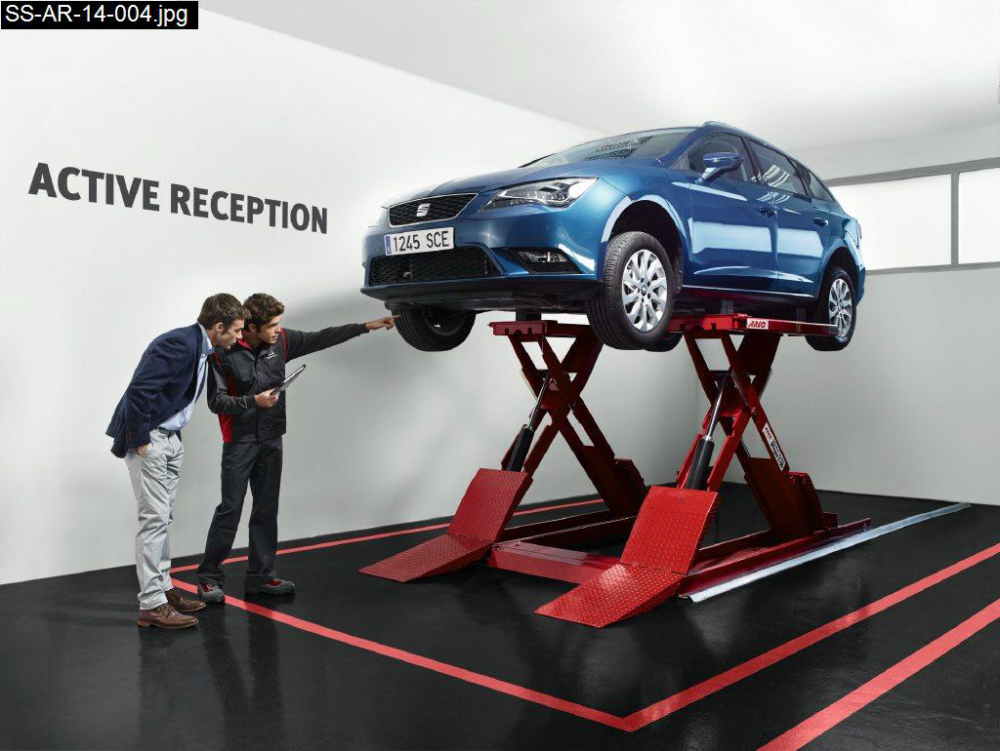 SS-AR-14-004.jpg
ACTIVE RECEPTION
1245 SCE